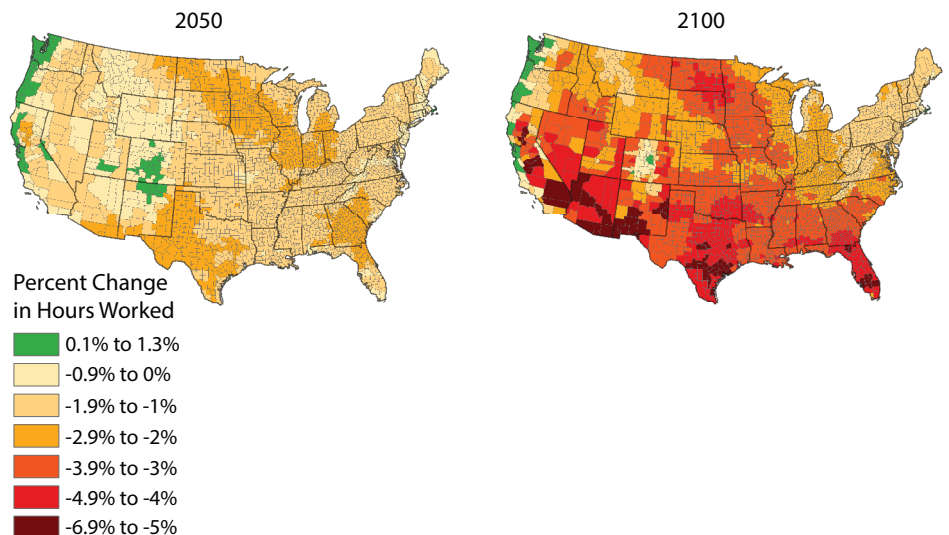 2050
2100
Percent Change
in Hours Worked
0.1% to 1.3%
-0.9% to 0%
-1.9% to -1%
-2.9% to -2%
-3.9% to -3%
-4.9% to -4%
-6.9% to -5%